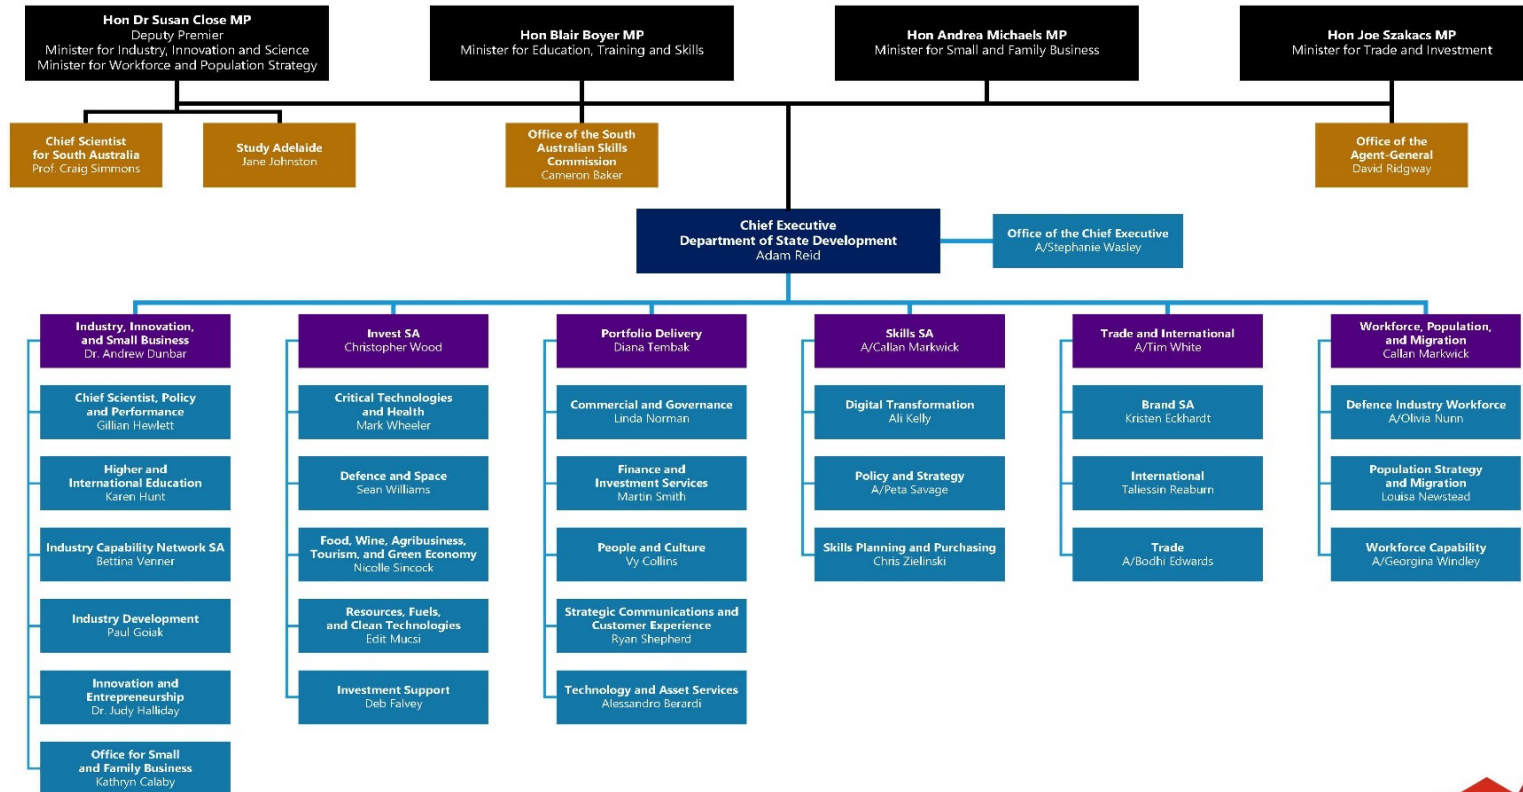 Hon Dr Susan Close MP
Deputy Premier
Minister for Industry, Innovation and Science
Minister for Workforce and Population Strategy
Hon Blair Boyer MP
Minister for Education, Training and Skills
Hon Andrea Michaels MP
Minister for Small and Family Business
Hon Joe Szakacs MP
Minister for Trade and Investment
Chief Scientist
for South Australia
Prof. Craig Simmons
Study Adelaide
Jane Johnston
Office of the South
Australian Skills
Commission
Cameron Baker
Office of the
Agent-General
David Ridgway
Chief Executive
Department of State Development
Adam Reid
Office of the Chief Executive
A/Stephanie Wasley
Industry, Innovation,
and Small Business
Dr. Andrew Dunbar
Chief Scientist, Policy
and Performance
Gillian Hewlett
Higher and
International Education
Karen Hunt
Industry Capability Network SA
Bettina Venner
Industry Development
Paul Goiak
Innovation and
Entrepreneurship
Dr. Judy Halliday
Office for Small
and Family Business
Kathryn Calaby
Invest SA
Christopher Wood
Critical Technologies
and Health
Mark Wheeler
Defence and Space
Sean Williams
Food, Wine, Agribusiness,
Tourism, and Green Economy
Nicolle Sincock
Resources, Fuels,
and Clean Technologies
Edit Mucsi
Investment Support
Deb Falvey
Portfolio Delivery
Diana Tembak
Commercial and Governance
Linda Norman
Finance and
Investment Services
Martin Smith
People and Culture
Vy Collins
Strategic Communications and
Customer Experience
Ryan Shepherd
Technology and Asset Services
Alessandro Berardi
Skills SA
A/Callan Markwick
Digital Transformation
Ali Kelly
Policy and Strategy
A/Peta Savage
Skills Planning and Purchasing
Chris Zielinski
Trade and International
A/Tim White
Brand SA
Kristen Eckhardt
International
Taliessin Reaburn
Trade
A/Bodhi Edwards
Workforce, Population,
and Migration
Callan Markwick
Defence Industry Workforce
A/Olivia Nunn
Population Strategy
and Migration
Louisa Newstead
Workforce Capability
A/Georgina Windley